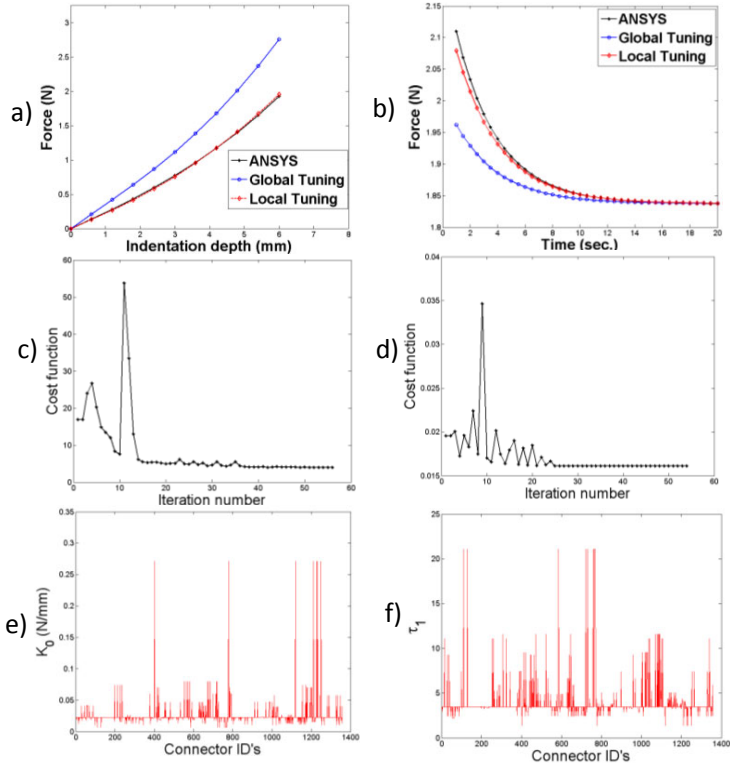 a)
Force (N)
3
2.5
2
1.5
1
0.5
0
0 1 2 3 4 5 6 7 8
Indentation depth (mm)
ANSYS
Global Tuning
Local Tuning
b)
Force (N)
2.15
2.1
2.05
2
1.95
1.9
1.85
1.8
0 2 4 6 8 10 12 14 16 18 20
Time (sec.)
ANSYS
Global Tuning
Local Tuning
c)
Cost function
60
50
40
30
20
10
0
0 10 20 30 40 50 60
Iteration number
d)
Cost function
0.04
0.035
0.03
0.025
0.02
0.015
0 10 20 30 40 50 60
Iteration number
e)
K0 (N/mm)
0.35
0.3
0.25
0.2
0.15
0.1
0.05
0
0 200 400 600 800 1000 1200 1400
Connector ID's
f)
τ1
25
20
15
10
5
0
0 200 400 600 800 1000 1200 1400
Connector ID's